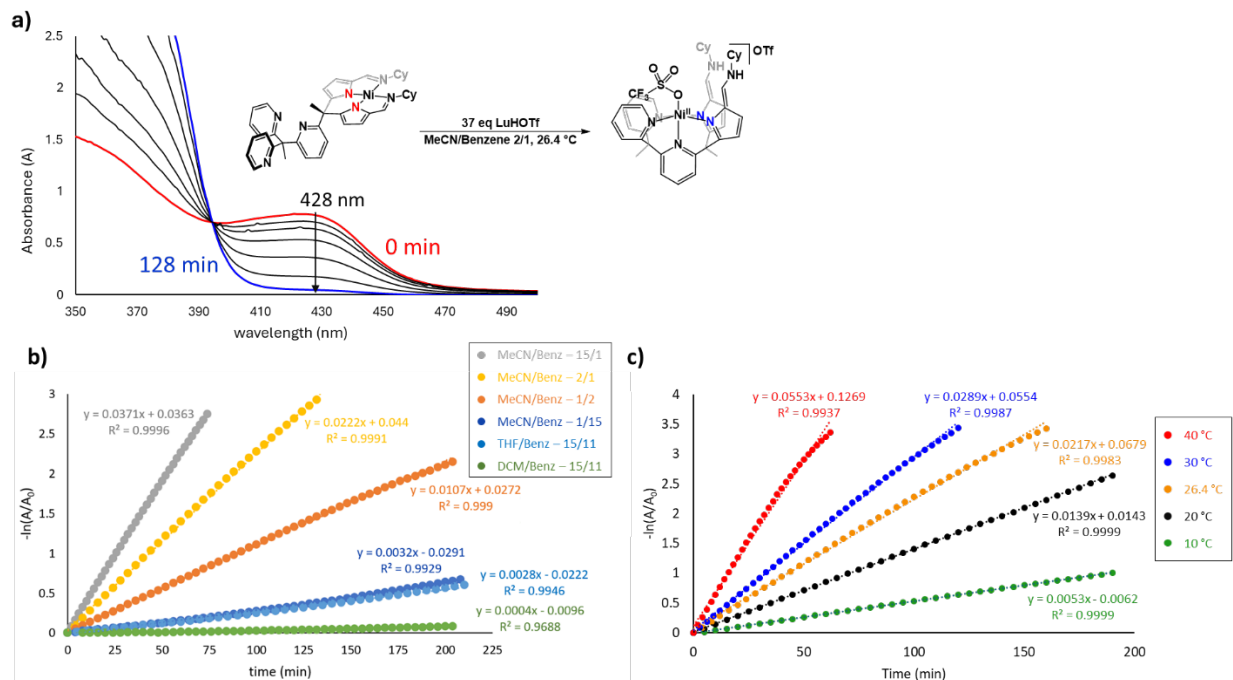 a)
2.5
2
1.5
1
0.5
0
Absorbance (A)
350 370 390 410 430 450 470 490
wavelength (nm)
428 nm
0 min
128 min
N
N
N
N
N
Ni
N
Cy
Cy
37 eq LuHOTf
MeCN/Benzene 2/1, 26.4 °C
Cy
Cy
OTf
NH
NH
O
O
S
CF3
O
NiII
N
N
N
N
N
b)
3
2.5
2
1.5
1
0.5
0
-ln(A/A0)
0 25 50 75 100 125 150 175 200 225
time (min)
MeCN/Benz – 15/1
MeCN/Benz – 2/1
MeCN/Benz – 1/2
MeCN/Benz – 1/15
THF/Benz – 15/11
DCM/Benz – 15/11
y = 0.0371x + 0.0363
R² = 0.9996
y = 0.0222x + 0.044
R² = 0.9991
y = 0.0107x + 0.0272
R² = 0.999
y = 0.0032x - 0.0291
R² = 0.9929
y = 0.0028x - 0.0222
R² = 0.9946
y = 0.0004x - 0.0096
R² = 0.9688
c)
4
3.5
3
2.5
2
1.5
1
0.5
0
-ln(A/A0)
0 50 100 150 200
Time (min)
y = 0.0553x + 0.1269
R² = 0.9937
y = 0.0289x + 0.0554
R² = 0.9987
y = 0.0217x + 0.0679
R² = 0.9983
y = 0.0139x + 0.0143
R² = 0.9999
y = 0.0053x - 0.0062
R² = 0.9999
40 °C
30 °C
26.4 °C
20 °C
10 °C